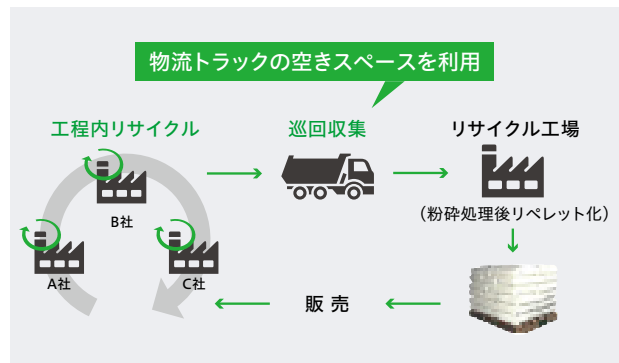 物流トラックの空きスペースを利用
工程内リサイクル
巡回収集
リサイクル工場
B社
A社
C社
（粉砕処理後リペレット化）
販 売